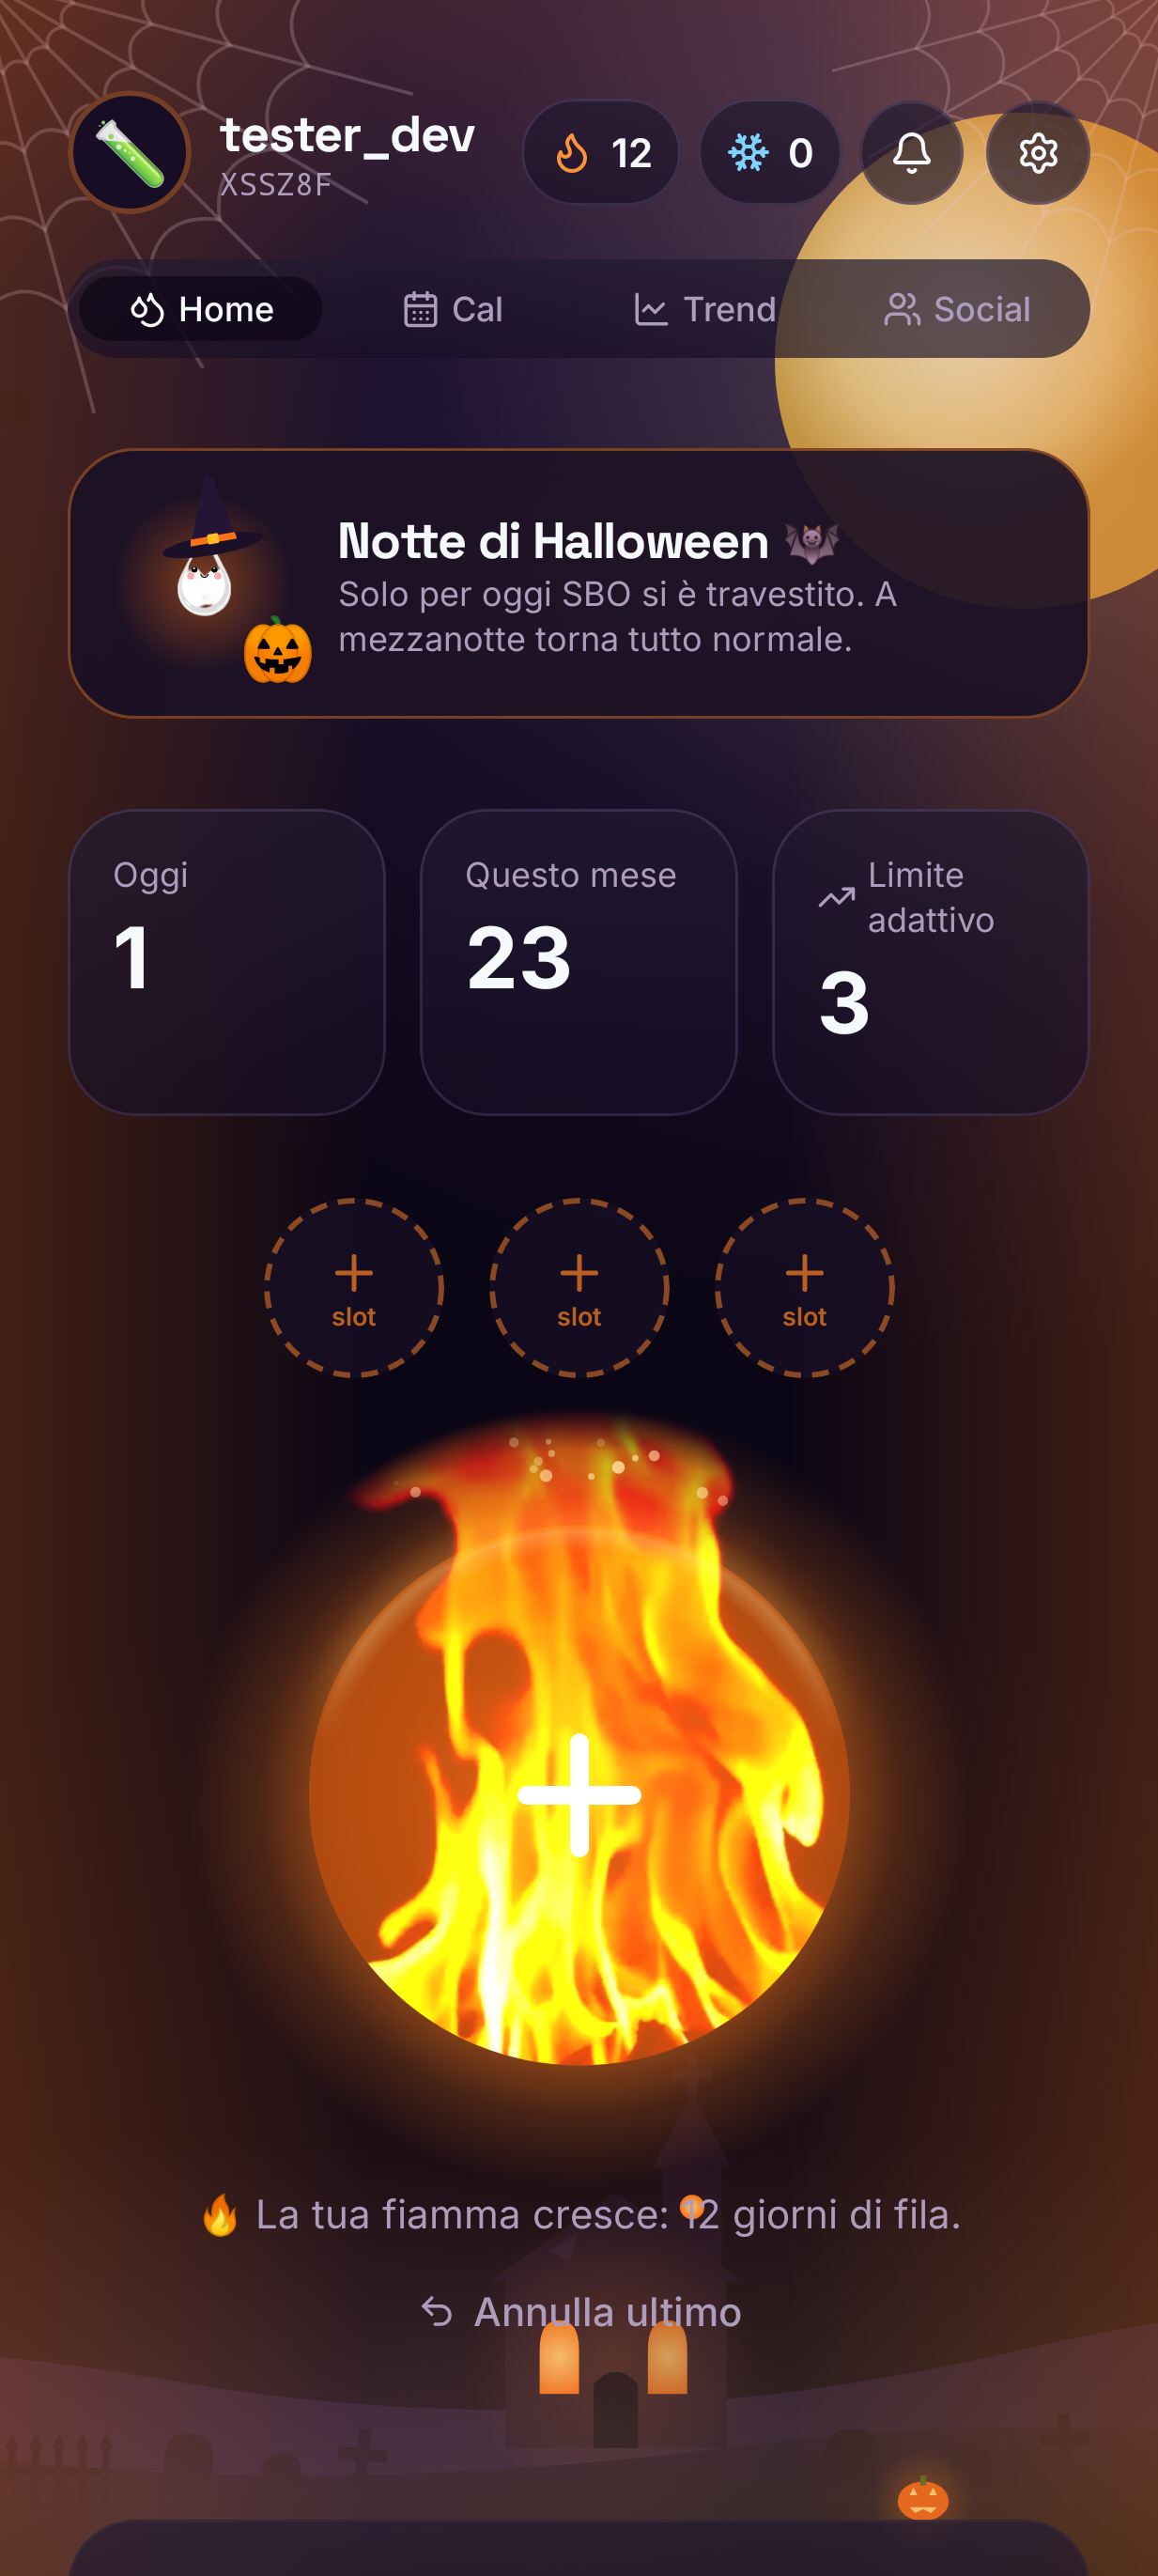 tester_dev
XSSZ8F
12
0
Home
Cal
Trend
Social
Notte di Halloween 🦇
Solo per oggi SBO si è travestito. A
mezzanotte torna tutto normale.
Oggi
1
Questo mese
23
Limite
adattivo
3
slot
slot
slot
🔥 La tua fiamma cresce: 12 giorni di fila.
Annulla ultimo